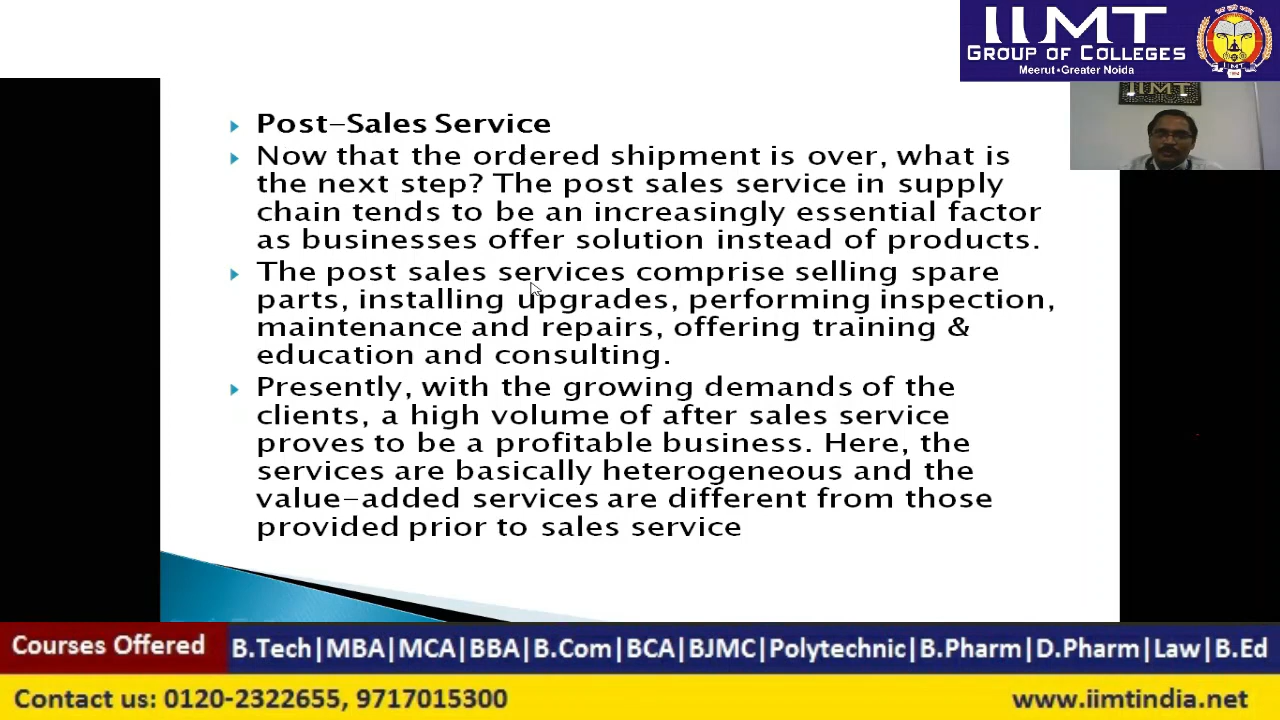 IIMT
GROUP OF COLLEGES
Meerut•Greater Noida
IIMT
IIMT
Post-Sales Service
Now that the ordered shipment is over, what is
the next step? The post sales service in supply
chain tends to be an increasingly essential factor
as businesses offer solution instead of products.
The post sales services comprise selling spare
parts, installing upgrades, performing inspection,
maintenance and repairs, offering training &
education and consulting.
Presently, with the growing demands of the
clients, a high volume of after sales service
proves to be a profitable business. Here, the
services are basically heterogeneous and the
value-added services are different from those
provided prior to sales service
Courses Offered
B.Tech|MBA|MCA|BBA|B.Com|BCA|BJMC|Polytechnic|B.Pharm|D.Pharm|Law|B.Ed
Contact us: 0120-2322655, 9717015300
www.iimtindia.net